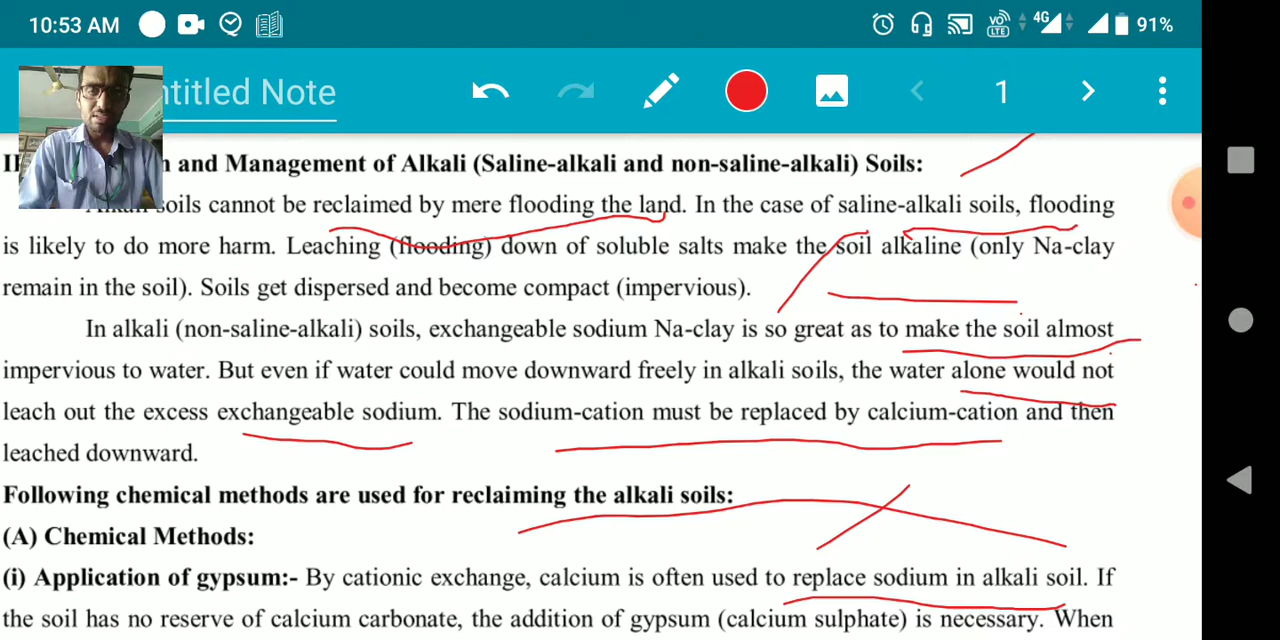 10:53 AM
VO LTE 4G 91%
ntitled Note
1
and Management of Alkali (Saline-alkali and non-saline-alkali) Soils:
soils cannot be reclaimed by mere flooding the land. In the case of saline-alkali soils, flooding
is likely to do more harm. Leaching (flooding) down of soluble salts make the soil alkaline (only Na-clay
remain in the soil). Soils get dispersed and become compact (impervious).
In alkali (non-saline-alkali) soils, exchangeable sodium Na-clay is so great as to make the soil almost
impervious to water. But even if water could move downward freely in alkali soils, the water alone would not
leach out the excess exchangeable sodium. The sodium-cation must be replaced by calcium-cation and then
leached downward.
Following chemical methods are used for reclaiming the alkali soils:
(A) Chemical Methods:
(i) Application of gypsum:- By cationic exchange, calcium is often used to replace sodium in alkali soil. If
the soil has no reserve of calcium carbonate, the addition of gypsum (calcium sulphate) is necessary. When